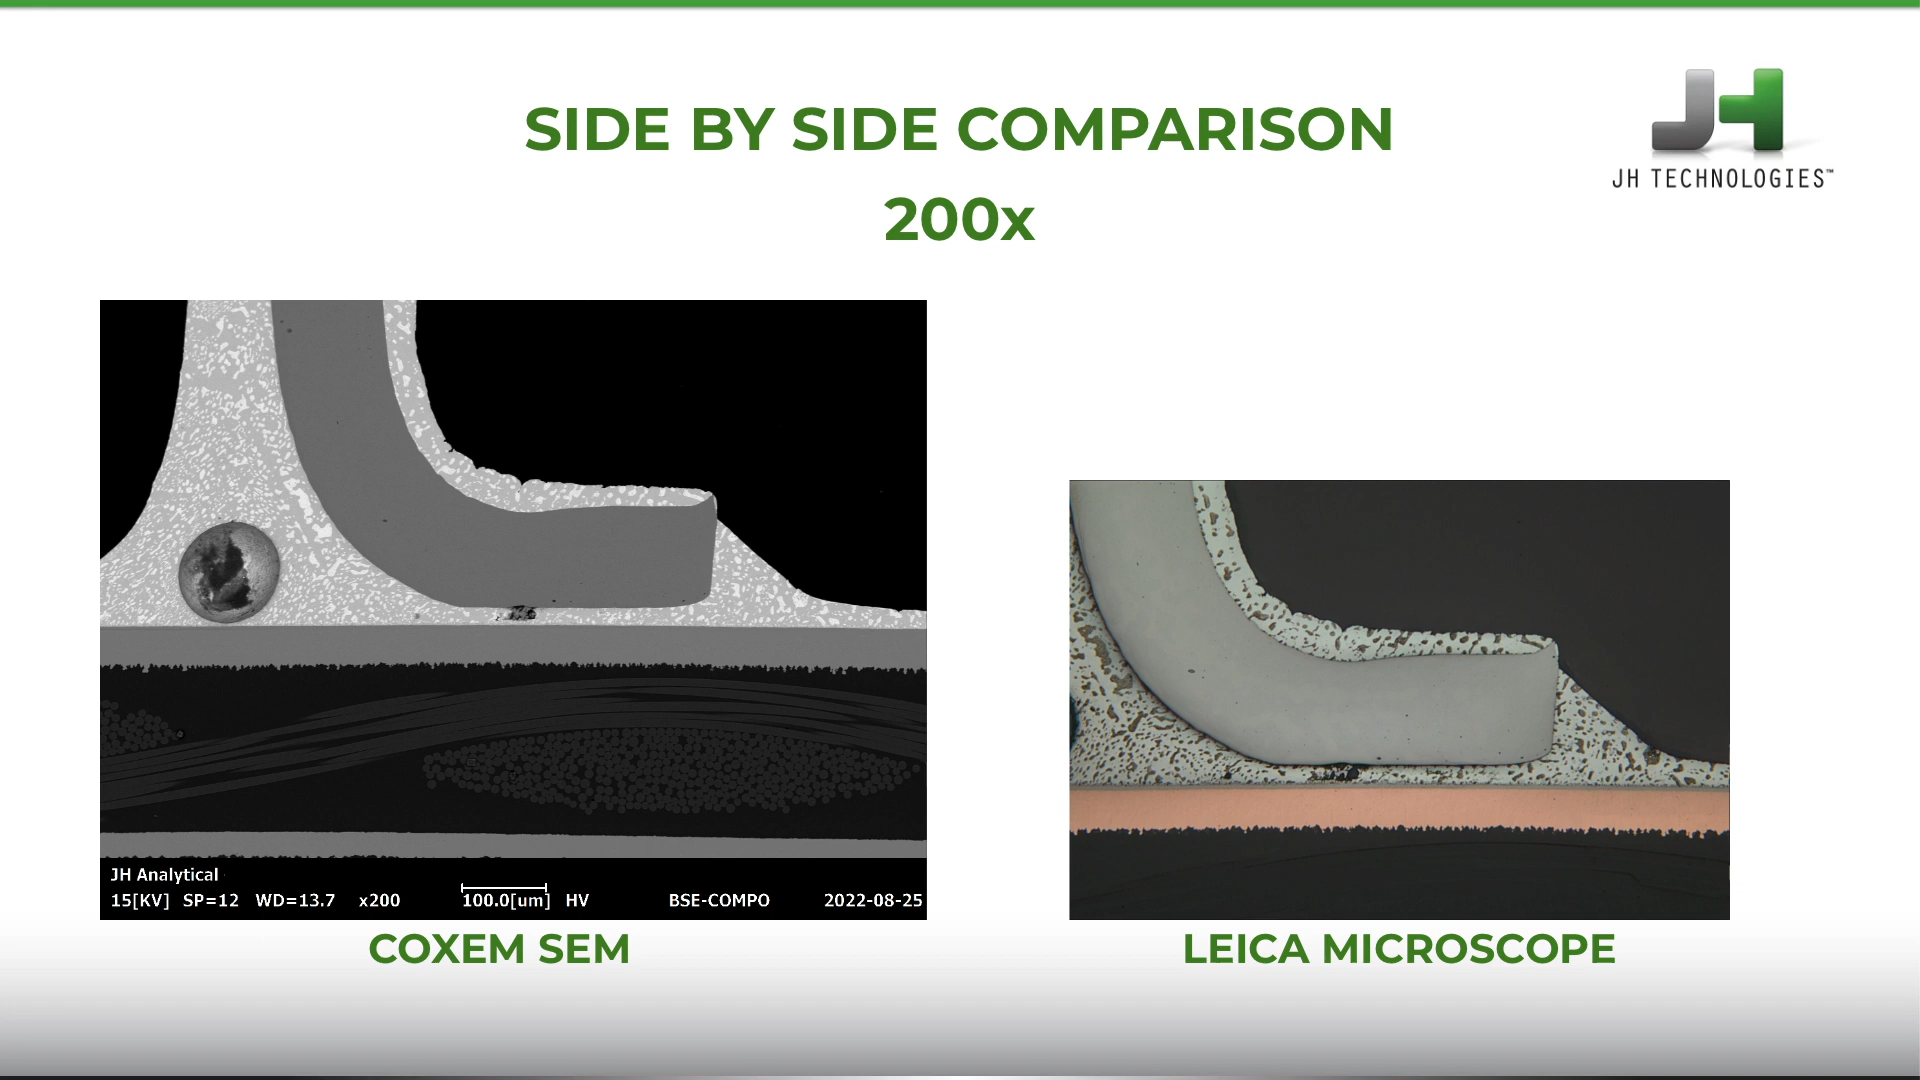 SIDE BY SIDE COMPARISON
200x
JH TECHNOLOGIES™
JH Analytical
15[KV] SP=12 WD=13.7 x200 100.0[um] HV BSE-COMPO 2022-08-25
COXEM SEM
LEICA MICROSCOPE